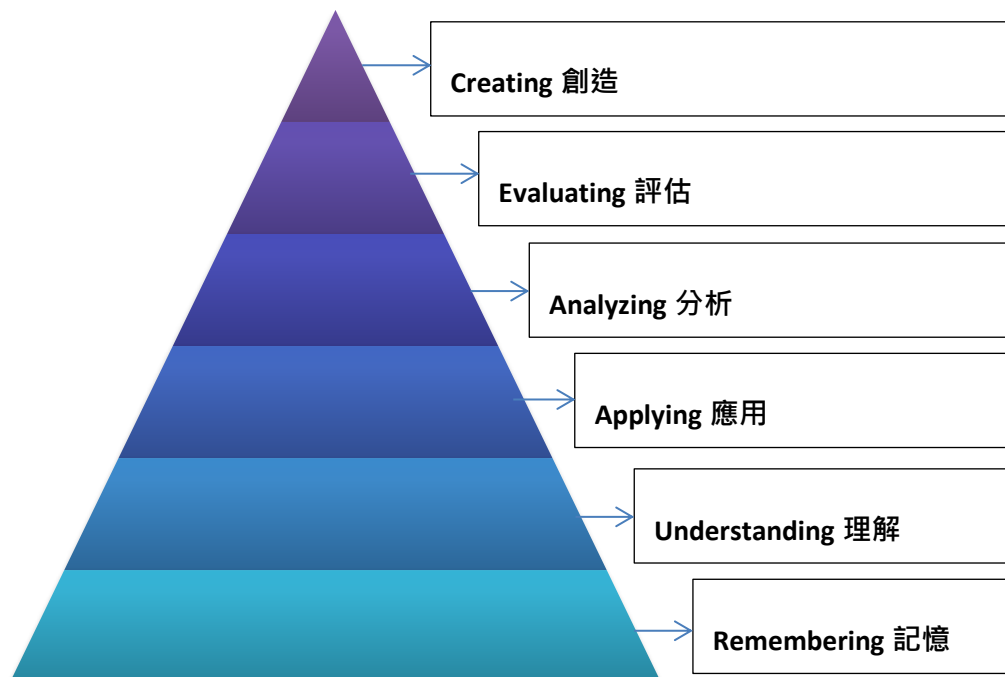 Creating 創造
Evaluating 評估
Analyzing 分析
Applying 應用
Understanding 理解
Remembering 記憶